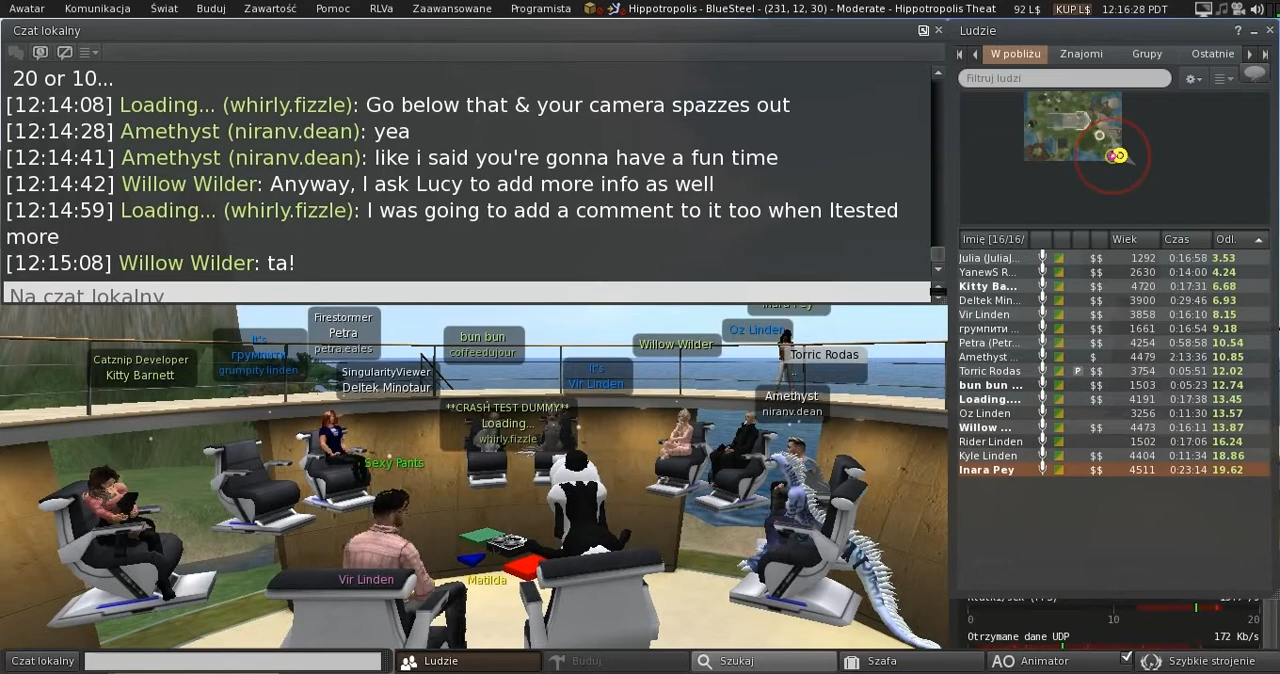 Awatar Komunikacja Świat Buduj Zawartość Pomoc RLVa Zaawansowane Programista Hippotropolis - BlueSteel - (231, 12, 30) - Moderate - Hippotropolis Theat 92 L$ KUP L$ 12:16:28 PDT
Czat lokalny
20 or 10...
[12:14:08] Loading... (whirly.fizzle): Go below that & your camera spazzes out
[12:14:28] Amethyst (niranv.dean): yea
[12:14:41] Amethyst (niranv.dean): like i said you're gonna have a fun time
[12:14:42] Willow Wilder: Anyway, I ask Lucy to add more info as well
[12:14:59] Loading... (whirly.fizzle): I was going to add a comment to it too when Itested
more
[12:15:08] Willow Wilder: ta!
Na czat lokalny
Ludzie
W pobliżu Znajomi Grupy Ostatnie
Filtruj ludzi
Imię [16/16/ Wiek Czas Odl.
Julia (JuliaJ... $$ 1292 0:16:58 3.53
YanewS R... $$ 2630 0:14:00 4.24
Kitty Ba... $$ 4720 0:17:31 6.68
Deltek Min... $$ 3900 0:29:46 6.93
Vir Linden $$ 3858 0:16:10 8.15
грумпити ... $$ 1661 0:16:54 9.18
Petra (Petr... $$ 4254 0:58:58 10.54
Amethyst ... $ 4479 2:13:36 10.85
Torric Rodas P $$ 3754 0:05:51 12.02
bun bun ... $$ 1503 0:05:23 12.74
Loading.... $$ 4191 0:17:38 13.45
Oz Linden 3256 0:11:30 13.57
Willow ... $$ 4473 0:16:11 13.87
Rider Linden 1502 0:17:06 16.24
Kyle Linden $$ 4404 0:11:34 18.86
Inara Pey $$ 4511 0:23:14 19.62
Inara Pey
Firestormer
Petra
petra.eales
It's
грумпити
grumpity.linden
bun bun
coffeedujour
Willow Wilder
Oz Linden
Catznip Developer
Kitty Barnett
SingularityViewer
Deltek Minotaur
It's
Vir Linden
Torric Rodas
Amethyst
niranv.dean
**CRASH TEST DUMMY**
Loading...
whirly.fizzle
Sexy Pants
Vir Linden
Matilda
0 10 20
Otrzymane dane UDP 172 Kb/s
Czat lokalny Ludzie Buduj Szukaj Szafa AO Animator Szybkie strojenie